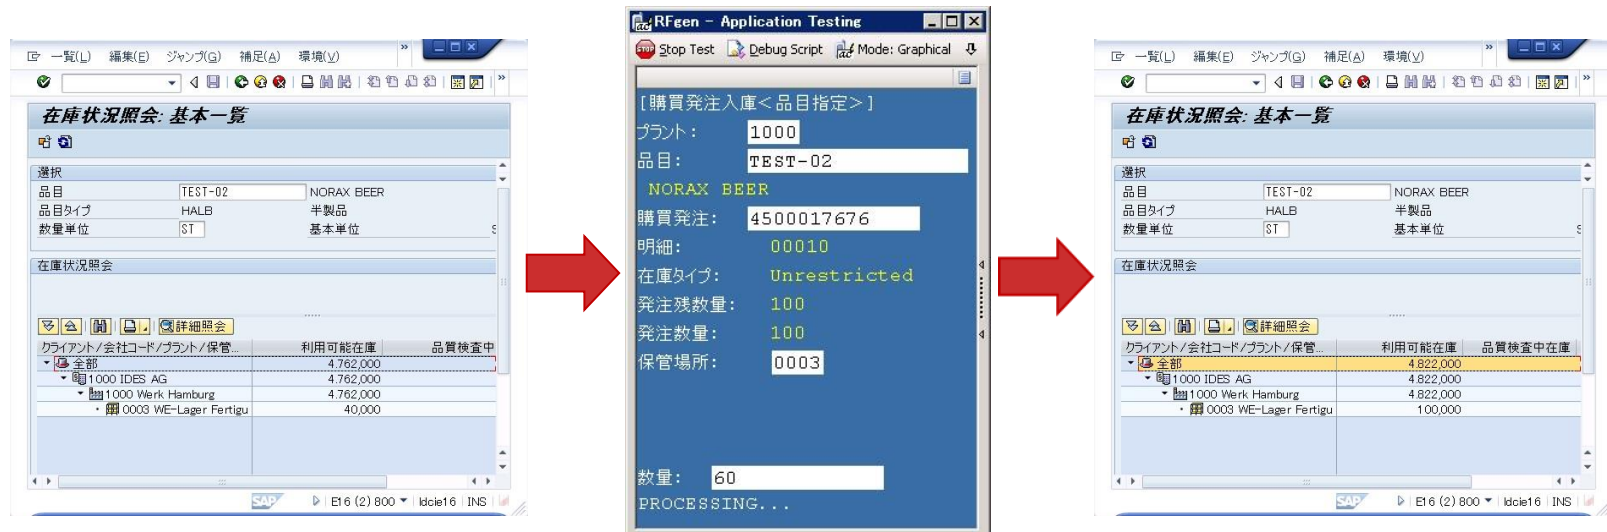 一覧(L) 編集(E) ジャンプ(G) 補足(A) 環境(V) »
»
在庫状況照会: 基本一覧
選択
品目 TEST-02 NORAX BEER
品目タイプ HALB 半製品
数量単位 ST 基本単位
在庫状況照会
詳細照会
クライアント/会社コード/プラント/保管... 利用可能在庫 品質検査中
全部 4.762,000
1000 IDES AG 4.762,000
1000 Werk Hamburg 4.762,000
0003 WE-Lager Fertigu 40,000
SAP E16 (2) 800 idcie16 INS
RFgen - Application Testing
STOP Stop Test Debug Script Mode: Graphical
[購買発注入庫<品目指定>]
プラント: 1000
品目: TEST-02
NORAX BEER
購買発注: 4500017676
明細: 00010
在庫タイプ: Unrestricted
発注残数量: 100
発注数量: 100
保管場所: 0003
数量: 60
PROCESSING...
一覧(L) 編集(E) ジャンプ(G) 補足(A) 環境(V) »
»
在庫状況照会: 基本一覧
選択
品目 TEST-02 NORAX BEER
品目タイプ HALB 半製品
数量単位 ST 基本単位
在庫状況照会
詳細照会
クライアント/会社コード/プラント/保管... 利用可能在庫 品質検査中在庫
全部 4.822,000
1000 IDES AG 4.822,000
1000 Werk Hamburg 4.822,000
0003 WE-Lager Fertigu 100,000
SAP E16 (2) 800 idcie16 INS